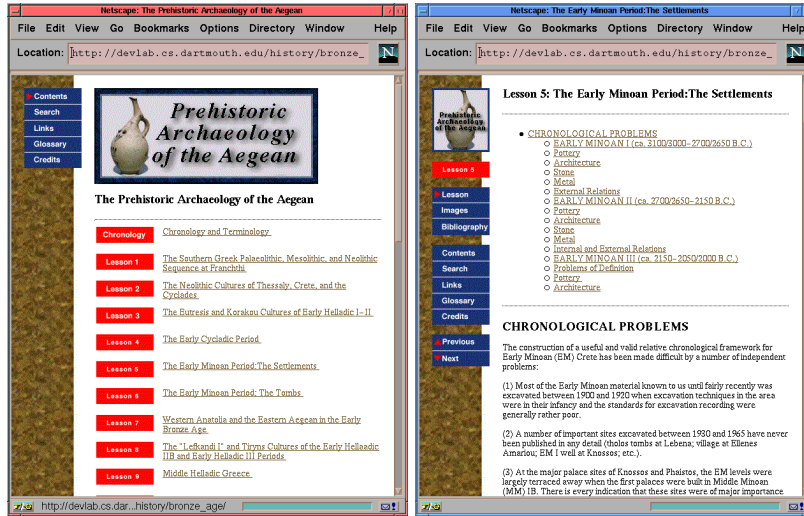 Netscape: The Prehistoric Archaeology of the Aegean
File Edit View Go Bookmarks Options Directory Window Help
Location: http://devlab.cs.dartmouth.edu/history/bronze_
N
Contents
Search
Links
Glossary
Credits
Prehistoric
Archaeology
of the Aegean
The Prehistoric Archaeology of the Aegean
Chronology Chronology and Terminology
Lesson 1 The Southern Greek Palaeolithic, Mesolithic, and Neolithic
Sequence at Franchthi
Lesson 2 The Neolithic Cultures of Thessaly, Crete, and the
Cyclades
Lesson 3 The Eutresis and Korakou Cultures of Early Helladic I-II
Lesson 4 The Early Cycladic Period
Lesson 5 The Early Minoan Period:The Settlements
Lesson 6 The Early Minoan Period: The Tombs
Lesson 7 Western Anatolia and the Eastern Aegean in the Early
Bronze Age
Lesson 8 The "Lefkandi I" and Tiryns Cultures of the Early Hellaadic
IIB and Early Helladic III Periods
Lesson 9 Middle Helladic Greece
http://devlab.cs.dar...history/bronze_age/
Netscape: The Early Minoan Period:The Settlements
File Edit View Go Bookmarks Options Directory Window Help
Location: http://devlab.cs.dartmouth.edu/history/bronze_
N
Prehistoric
Archaeology
of the Aegean
Lesson 5
Lesson
Images
Bibliography
Contents
Search
Links
Glossary
Credits
Previous
Next
Lesson 5: The Early Minoan Period:The Settlements
CHRONOLOGICAL PROBLEMS
EARLY MINOAN I (ca. 3100/3000-2700/2650 B.C.)
Pottery
Architecture
Stone
Metal
External Relations
EARLY MINOAN II (ca. 2700/2650-2150 B.C.)
Pottery
Architecture
Stone
Metal
Internal and External Relations
EARLY MINOAN III (ca. 2150-2050/2000 B.C.)
Problems of Definition
Pottery
Architecture
CHRONOLOGICAL PROBLEMS
The construction of a useful and valid relative chronological framework for
Early Minoan (EM) Crete has been made difficult by a number of independent
problems:
(1) Most of the Early Minoan material known to us until fairly recently was
excavated between 1900 and 1920 when excavation techniques in the area
were in their infancy and the standards for excavation recording were
generally rather poor.
(2) A number of important sites excavated between 1930 and 1965 have never
been published in any detail (tholos tombs at Lebena; village at Ellenes
Amariou; EM I well at Knossos; etc.).
(3) At the major palace sites of Knossos and Phaistos, the EM levels were
largely terraced away when the first palaces were built in Middle Minoan
(MM) IB. There is every indication that these sites were of major importance